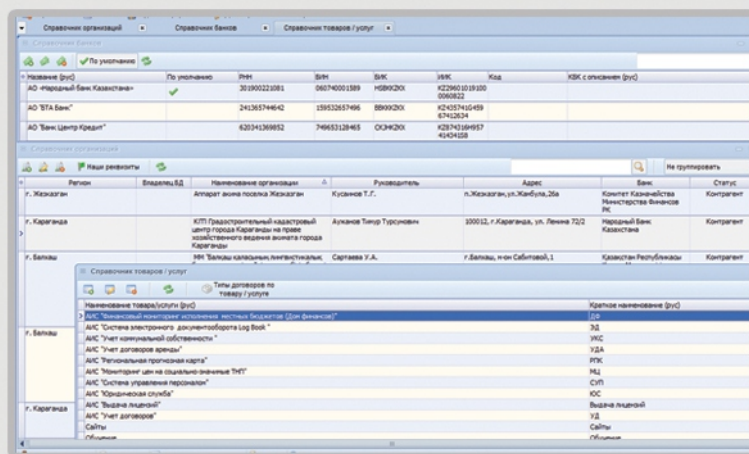 Справочник организаций Справочник банков Справочник товаров / услуг
Справочник банков
По умолчанию
Название (рус) По умолчанию РНН БИН БИК ИИК Код КБК с описанием (рус)
АО «Народный Банк Казахстана» 301900221081 060740001589 HSBKKZKX KZ29601019100
0060822
АО "БТА Банк" 241365744642 159532657496 KZ435741G459
67412634
АО "Банк Центр Кредит" 620341369852 749653128465 KZ874316H957
41434158
Справочник организаций
Наши реквизиты Не группировать
Регион Владелец БД Наименование организации Руководитель Адрес Банк Статус
г. Жезказган Аппарат акима поселка Жезказган Кусаинов Т.Г. п.Жезказган,ул.Жамбула,26а Комитет Казначейства Контрагент
Министерства Финансов
РК
г. Караганда КГП Градостроительный кадастровый Аужанов Тимур Турсунович 100012, г.Караганда, ул. Ленина 72/2 Народный Банк Контрагент
центр города Караганды на праве Казахстана
хозяйственного ведения акимата города
Караганды
г. Балхаш ММ "Балкаш каласынын лингвистикалык Сартаева У.А. г.Балхаш, м-он Сабитовой,1 Казакстан Республикасы Контрагент
Справочник товаров / услуг
Типы договоров по
товару / услуге
Наименование товара/услуги (рус) Краткое наименование (рус)
АИС "Финансовый мониторинг исполнения местных бюджетов (Дом финансов)" ДФ
АИС "Система электронного документооборота Log Book " ЭД
АИС "Учет коммунальной собственности " УКС
АИС "Учет договоров аренды" УДА
АИС "Региональная прогнозная карта" РПК
АИС "Мониторинг цен на социально-значимые ТНП" МЦ
АИС "Система управления персоналом" СУП
г. Балхаш
АИС "Юридическая служба" ЮС
АИС "Выдача лицензий" Выдача лицензий
АИС "Учет договоров" УД
г. Караганда
Сайты Сайты
Обучение Обучение